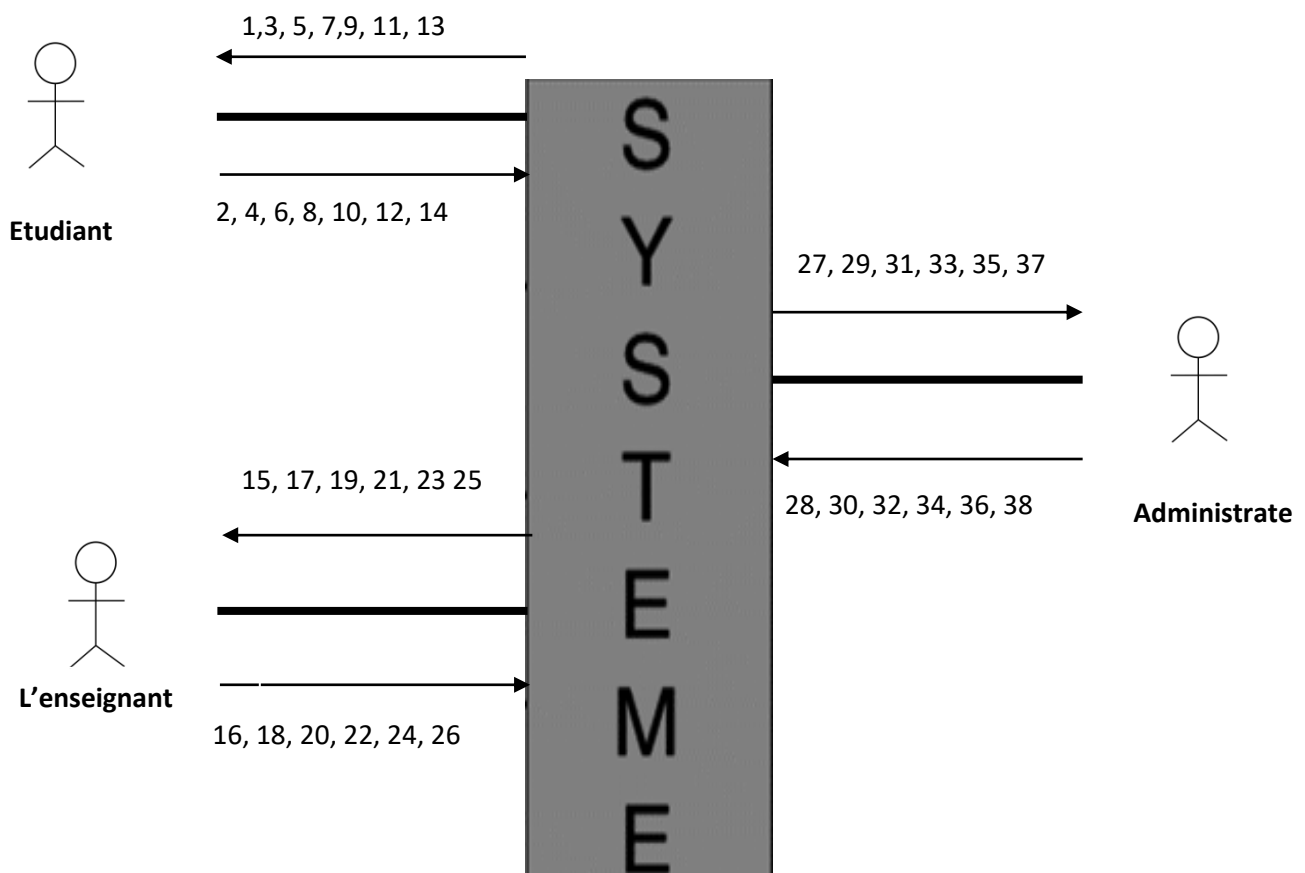 1,3, 5, 7,9, 11, 13
2, 4, 6, 8, 10, 12, 14
Etudiant
S
Y
S
T
E
M
E
27, 29, 31, 33, 35, 37
28, 30, 32, 34, 36, 38
Administrate
15, 17, 19, 21, 23 25
L’enseignant
16, 18, 20, 22, 24, 26